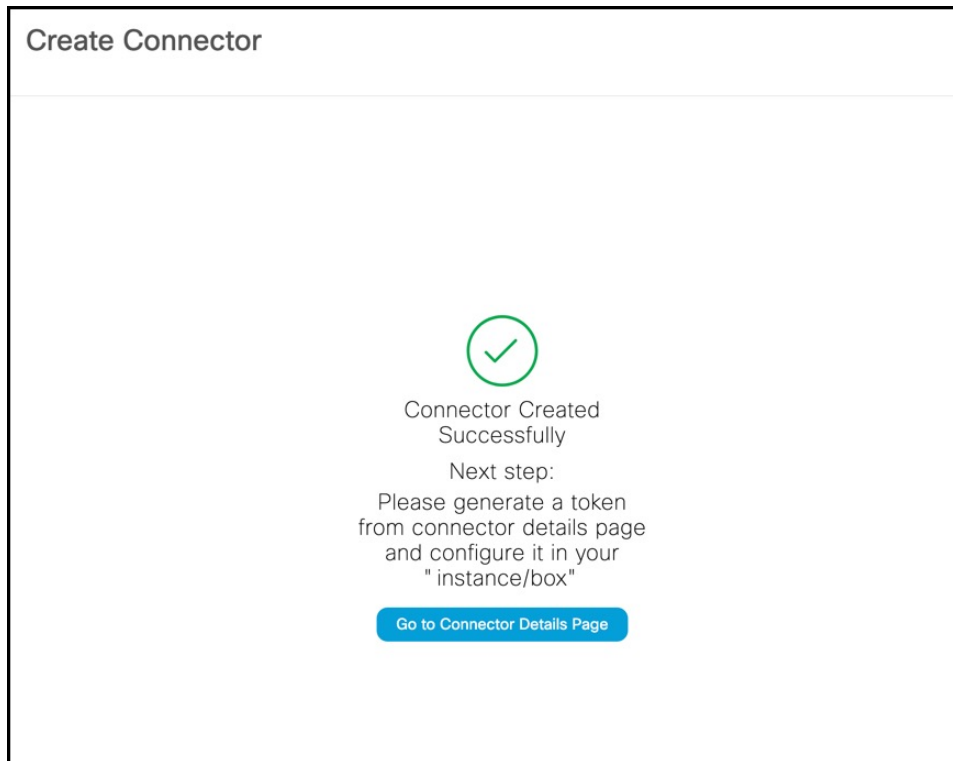 Create Connector
Connector Created
Successfully
Next step:
Please generate a token
from connector details page
and configure it in your
" instance/box"
Go to Connector Details Page